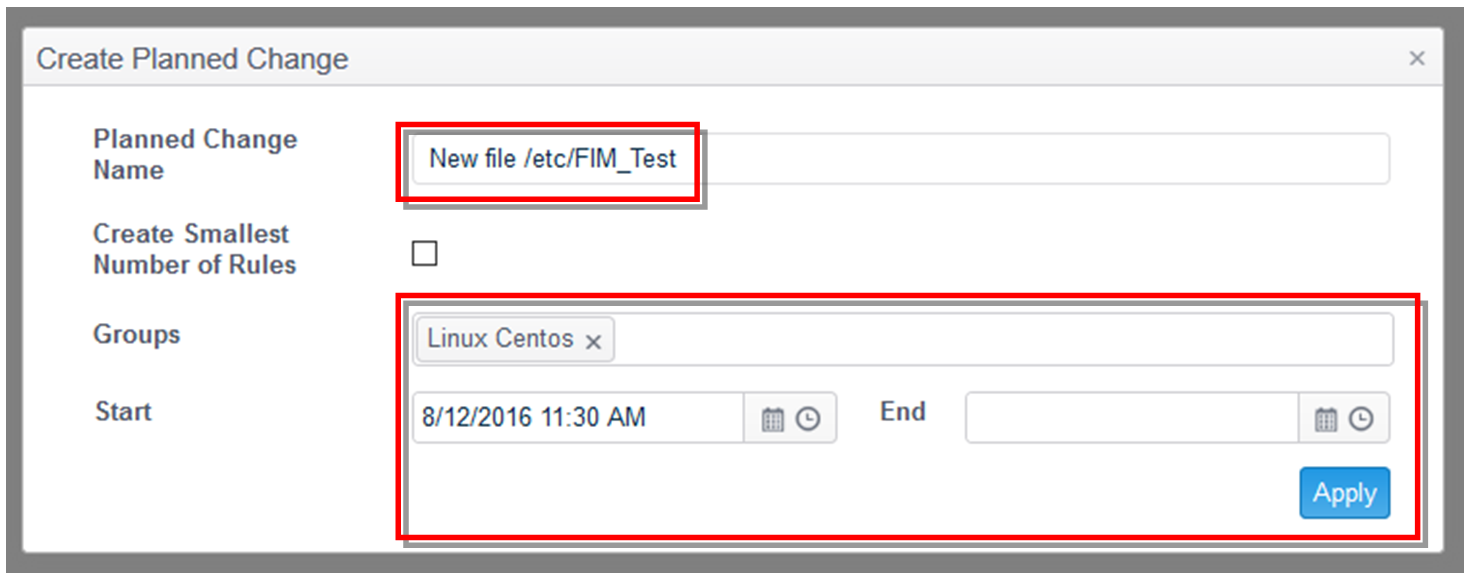 Create Planned Change ×
Planned Change
Name
New file /etc/FIM_Test
Create Smallest
Number of Rules
Groups
Linux Centos ×
Start
8/12/2016 11:30 AM
End
Apply